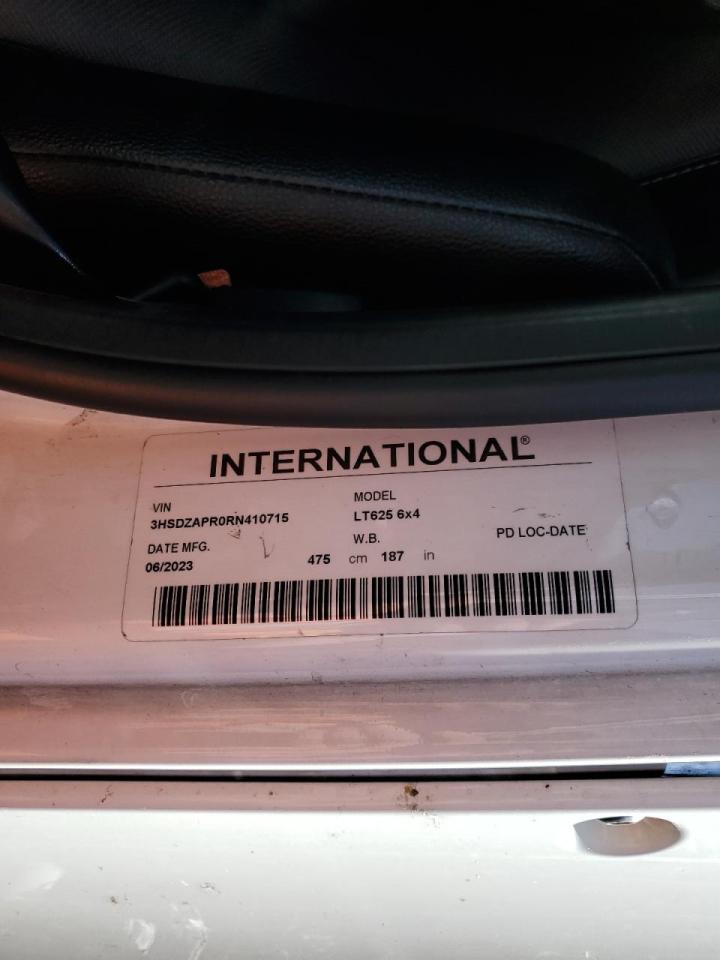 INTERNATIONAL®
VIN MODEL
3HSDZAPR0RN410715 LT625 6x4
DATE MFG. W.B. PD LOC-DATE
06/2023 475 cm 187 in